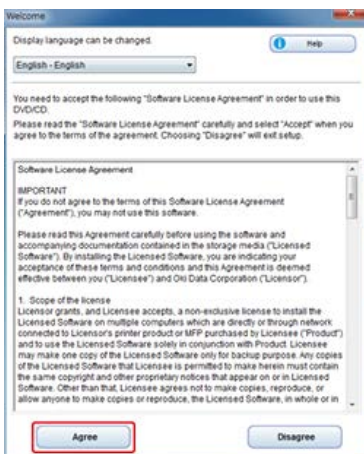 Welcome
Display language can be changed.
Help
English - English
You need to accept the following "Software License Agreement" in order to use this
DVD/CD.
Please read the "Software License Agreement" carefully and select "Accept" when you
agree to the terms of the agreement. Choosing "Disagree" will exit setup.
Software License Agreement
IMPORTANT
If you do not agree to the terms of this Software License Agreement
("Agreement"), you may not use this software.
Please read this Agreement carefully before using the software and
accompanying documentation contained in the storage media ("Licensed
Software"). By installing the Licensed Software, you are indicating your
acceptance of these terms and conditions and this Agreement is deemed
effective between you ("Licensee") and Oki Data Corporation ("Licensor").
1. Scope of the license
Licensor grants, and Licensee accepts, a non-exclusive license to install the
Licensed Software on multiple computers which are directly or through network
connected to Licensor's printer product or MFP purchased by Licensee ("Product")
and to use the Licensed Software solely in conjunction with Product. Licensee
may make one copy of the Licensed Software only for backup purpose. Any copies
of the Licensed Software that Licensee is permitted to make herein must contain
the same copyright and other proprietary notices that appear on or in Licensed
Software. Other than that, Licensee agrees not to make copies, reproduce, or
allow anyone to make copies or reproduce, the Licensed Software, in whole or in
Agree
Disagree